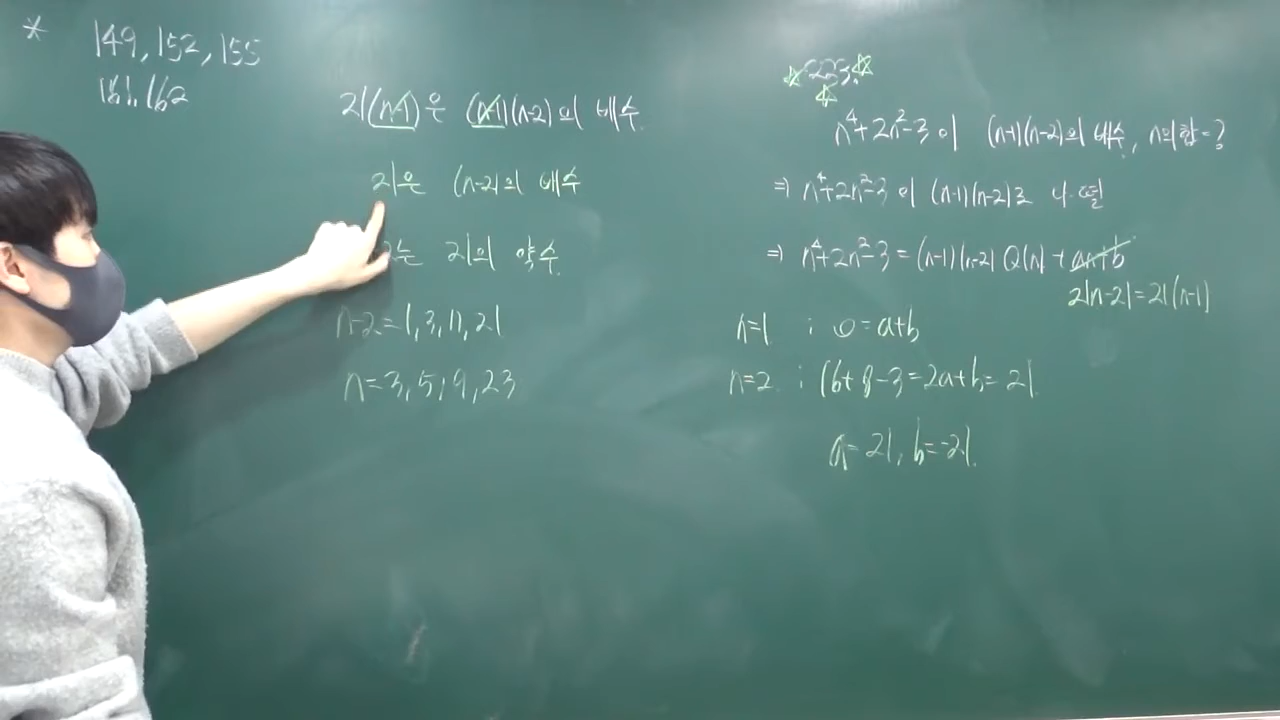 * 149, 152, 155
161, 162
21(n-1)은 (n-1)(n-2)의 배수.
21은 (n-2)의 배수
는 21의 약수.
n-2=1, 3, 7, 21
n=3, 5, 9, 23
n⁴+2n²-3이 (n-1)(n-2)의 배수, n의합=?
⇒ n⁴+2n²-3이 (n-1)(n-2)로 나·떨
⇒ n⁴+2n²-3=(n-1)(n-2)Q(n)+an+b
21n-21=21(n-1)
n=1 ; 0=a+b
n=2 ; 16+8-3=2a+b=21.
a=21, b=-21.